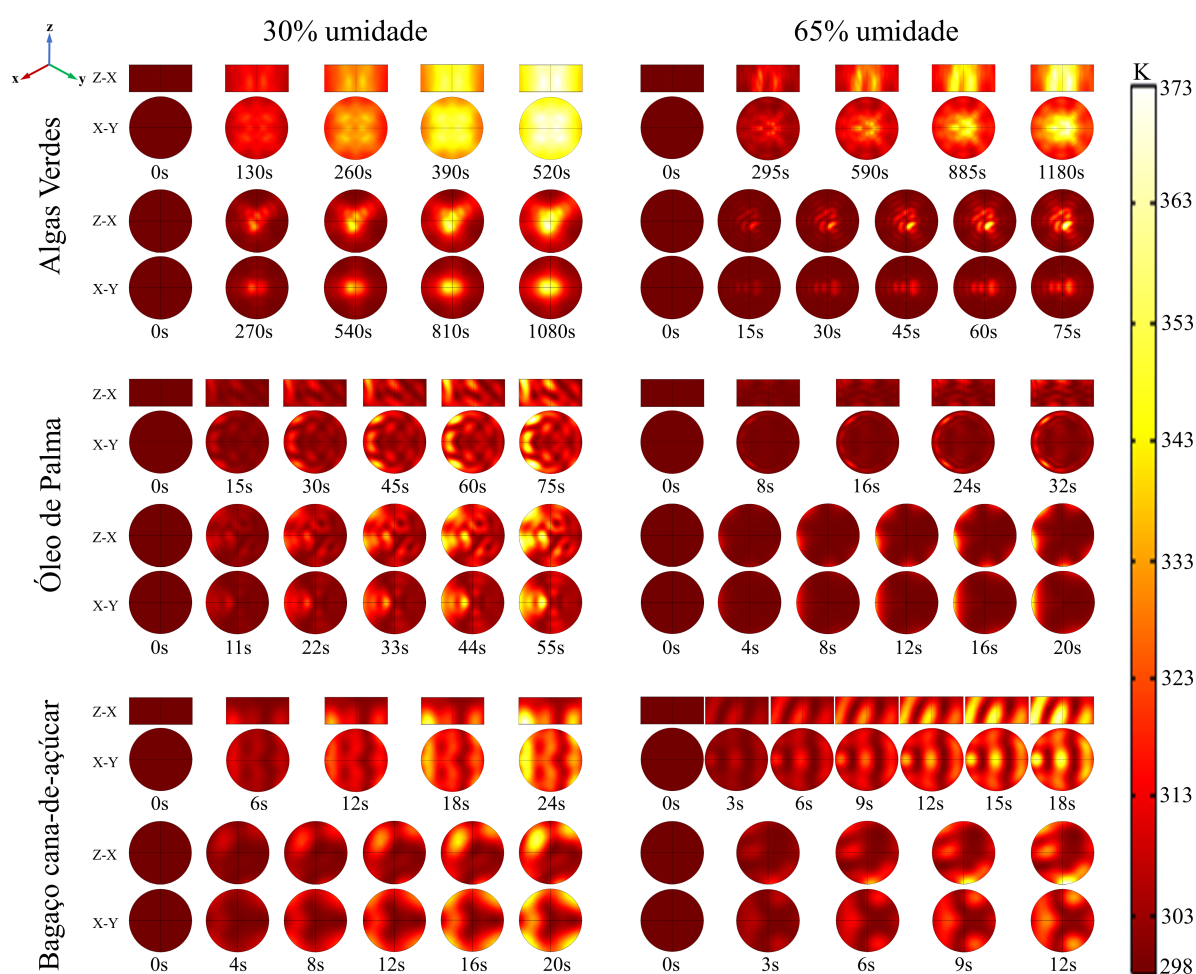 30% umidade 65% umidade
z
x y
K
Algas Verdes
Z-X
X-Y
0s 130s 260s 390s 520s
0s 295s 590s 885s 1180s
Z-X
X-Y
0s 270s 540s 810s 1080s
0s 15s 30s 45s 60s 75s
Óleo de Palma
Z-X
X-Y
0s 15s 30s 45s 60s 75s
0s 8s 16s 24s 32s
Z-X
X-Y
0s 11s 22s 33s 44s 55s
0s 4s 8s 12s 16s 20s
Bagaço cana-de-açúcar
Z-X
X-Y
0s 6s 12s 18s 24s
0s 3s 6s 9s 12s 15s 18s
Z-X
X-Y
0s 4s 8s 12s 16s 20s
0s 3s 6s 9s 12s
373
363
353
343
333
323
313
303
298